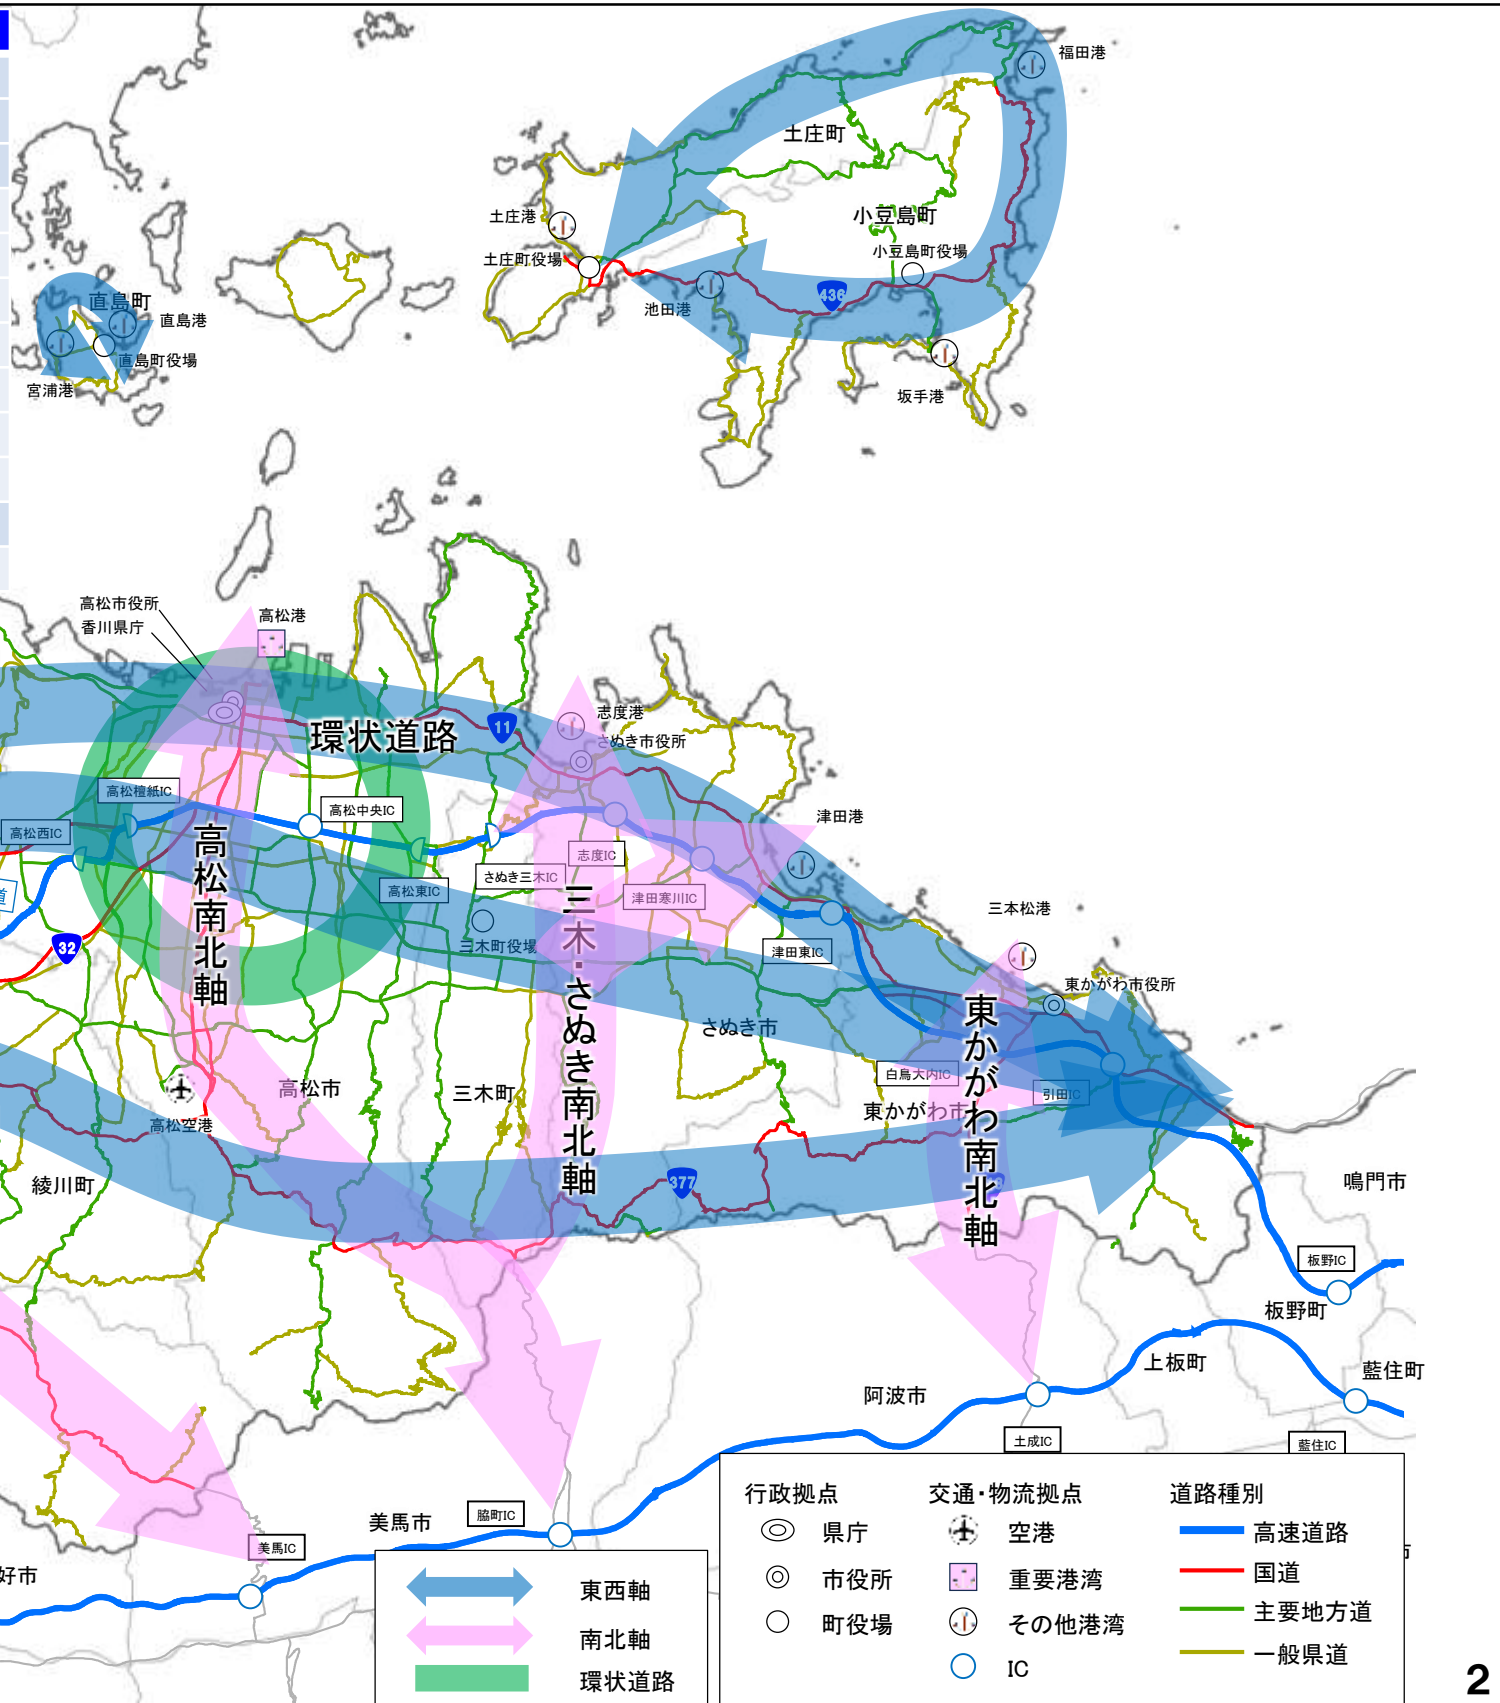 福田港
土庄町
小豆島町
土庄港
小豆島町役場
土庄町役場
池田港
436
坂手港
直島町
直島港
直島町役場
宮浦港
高松市役所
香川県庁
高松港
環状道路
11
志度港
さぬき市役所
高松檀紙IC
高松中央IC
高松西IC
津田港
志度IC
高松東IC
さぬき三木IC
津田寒川IC
道
高松南北軸
三木・さぬき南北軸
東かがわ南北軸
32
三木町役場
津田東IC
三本松港
東かがわ市役所
さぬき市
白鳥大内IC
引田IC
高松市
三木町
東かがわ市
高松空港
綾川町
377
鳴門市
板野IC
板野町
上板町
藍住町
阿波市
土成IC
藍住IC
美馬市
脇町IC
美馬IC
好市
市
東西軸
南北軸
環状道路
行政拠点
県庁
市役所
町役場
交通・物流拠点
空港
重要港湾
その他港湾
IC
道路種別
高速道路
国道
主要地方道
一般県道
2